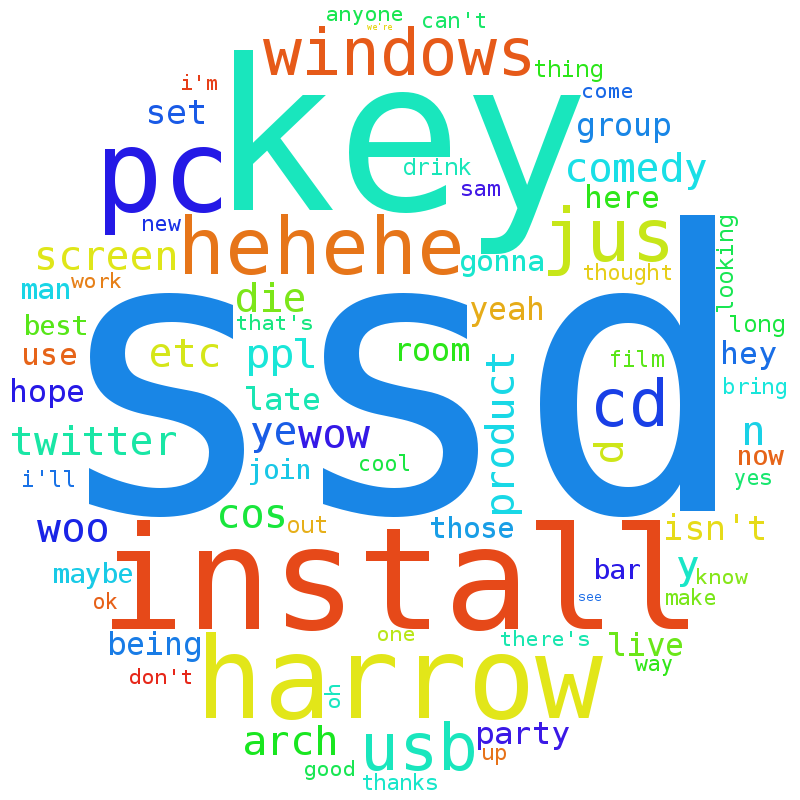 anyone
we're
can't
windows
thing
i'm
key
come
set
group
pc
drink
comedy
sam
here
new
jus
hehehe
screen
gonna
thought
looking
work
man
die
yeah
ssd
best
that's
long
use
etc
ppl
room
film
hey
hope
late
product
cd
bring
twitter
ye
wow
n
d
now
i'll
join
cool
yes
cos
woo
out
those
isn't
install
maybe
bar
y
know
ok
see
make
being
harrow
one
there's
live
don't
way
oh
arch
usb
party
up
good
thanks